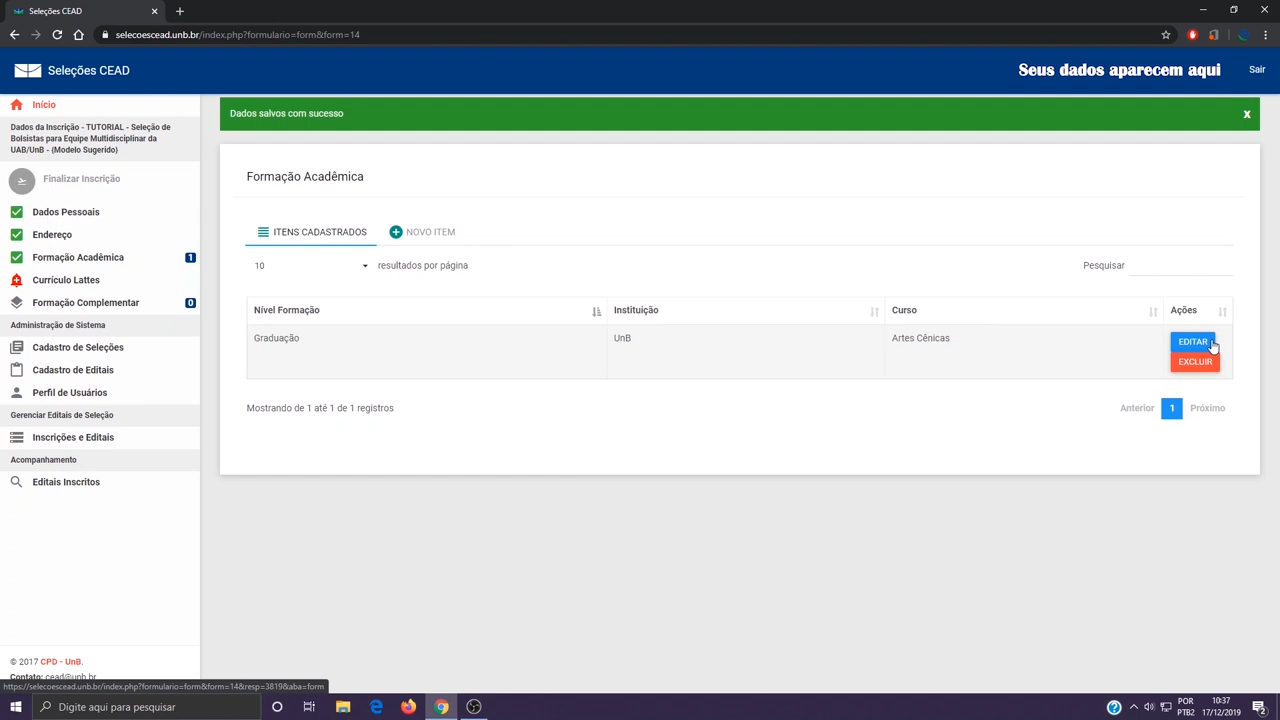 Seleções CEAD
selecoescead.unb.br/index.php?formulario=form&form=14
Seleções CEAD
Seus dados aparecem aqui
Sair
Início
Dados da Inscrição - TUTORIAL - Seleção de
Bolsistas para Equipe Multidisciplinar da
UAB/UnB - (Modelo Sugerido)
Finalizar Inscrição
Dados Pessoais
Endereço
Formação Acadêmica 1
Currículo Lattes
Formação Complementar 0
Administração de Sistema
Cadastro de Seleções
Cadastro de Editais
Perfil de Usuários
Gerenciar Editais de Seleção
Inscrições e Editais
Acompanhamento
Editais Inscritos
© 2017 CPD - UnB.
Contato: cead@unb.br
Dados salvos com sucesso
x
Formação Acadêmica
ITENS CADASTRADOS
NOVO ITEM
10 resultados por página
Pesquisar
Nível Formação Instituição Curso Ações
Graduação UnB Artes Cênicas EDITAR
EXCLUIR
Mostrando de 1 até 1 de 1 registros
Anterior 1 Próximo
https://selecoescead.unb.br/index.php?formulario=form&form=14&resp=3819&aba=form
Digite aqui para pesquisar
POR
PTB2
10:37
17/12/2019
2